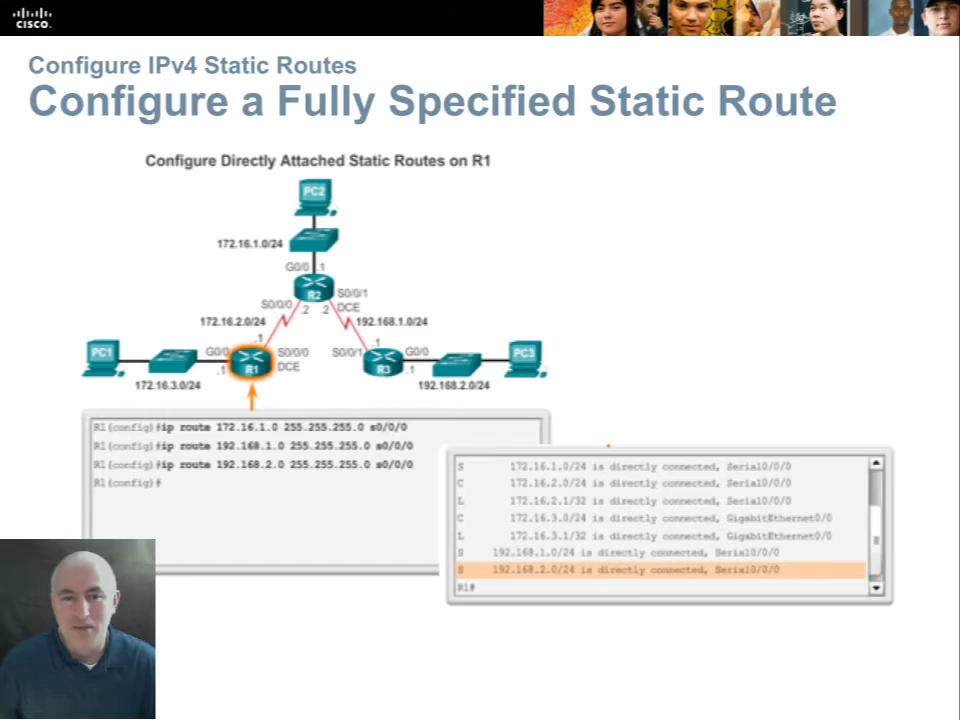 CISCO.
Configure IPv4 Static Routes
Configure a Fully Specified Static Route
Configure Directly Attached Static Routes on R1
PC2
172.16.1.0/24
G0/0 .1
R2
S0/0/0 .2
.2 S0/0/1
DCE
172.16.2.0/24
192.168.1.0/24
.1
.1
PC1
G0/0
.1
R1
S0/0/0
DCE
S0/0/1
R3
G0/0
.1
PC3
172.16.3.0/24
192.168.2.0/24
R1(config)#ip route 172.16.1.0 255.255.255.0 s0/0/0
R1(config)#ip route 192.168.1.0 255.255.255.0 s0/0/0
R1(config)#ip route 192.168.2.0 255.255.255.0 s0/0/0
R1(config)#
S 172.16.1.0/24 is directly connected, Serial0/0/0
C 172.16.2.0/24 is directly connected, Serial0/0/0
L 172.16.2.1/32 is directly connected, Serial0/0/0
C 172.16.3.0/24 is directly connected, GigabitEthernet0/0
L 172.16.3.1/32 is directly connected, GigabitEthernet0/0
S 192.168.1.0/24 is directly connected, Serial0/0/0
S 192.168.2.0/24 is directly connected, Serial0/0/0
R1#